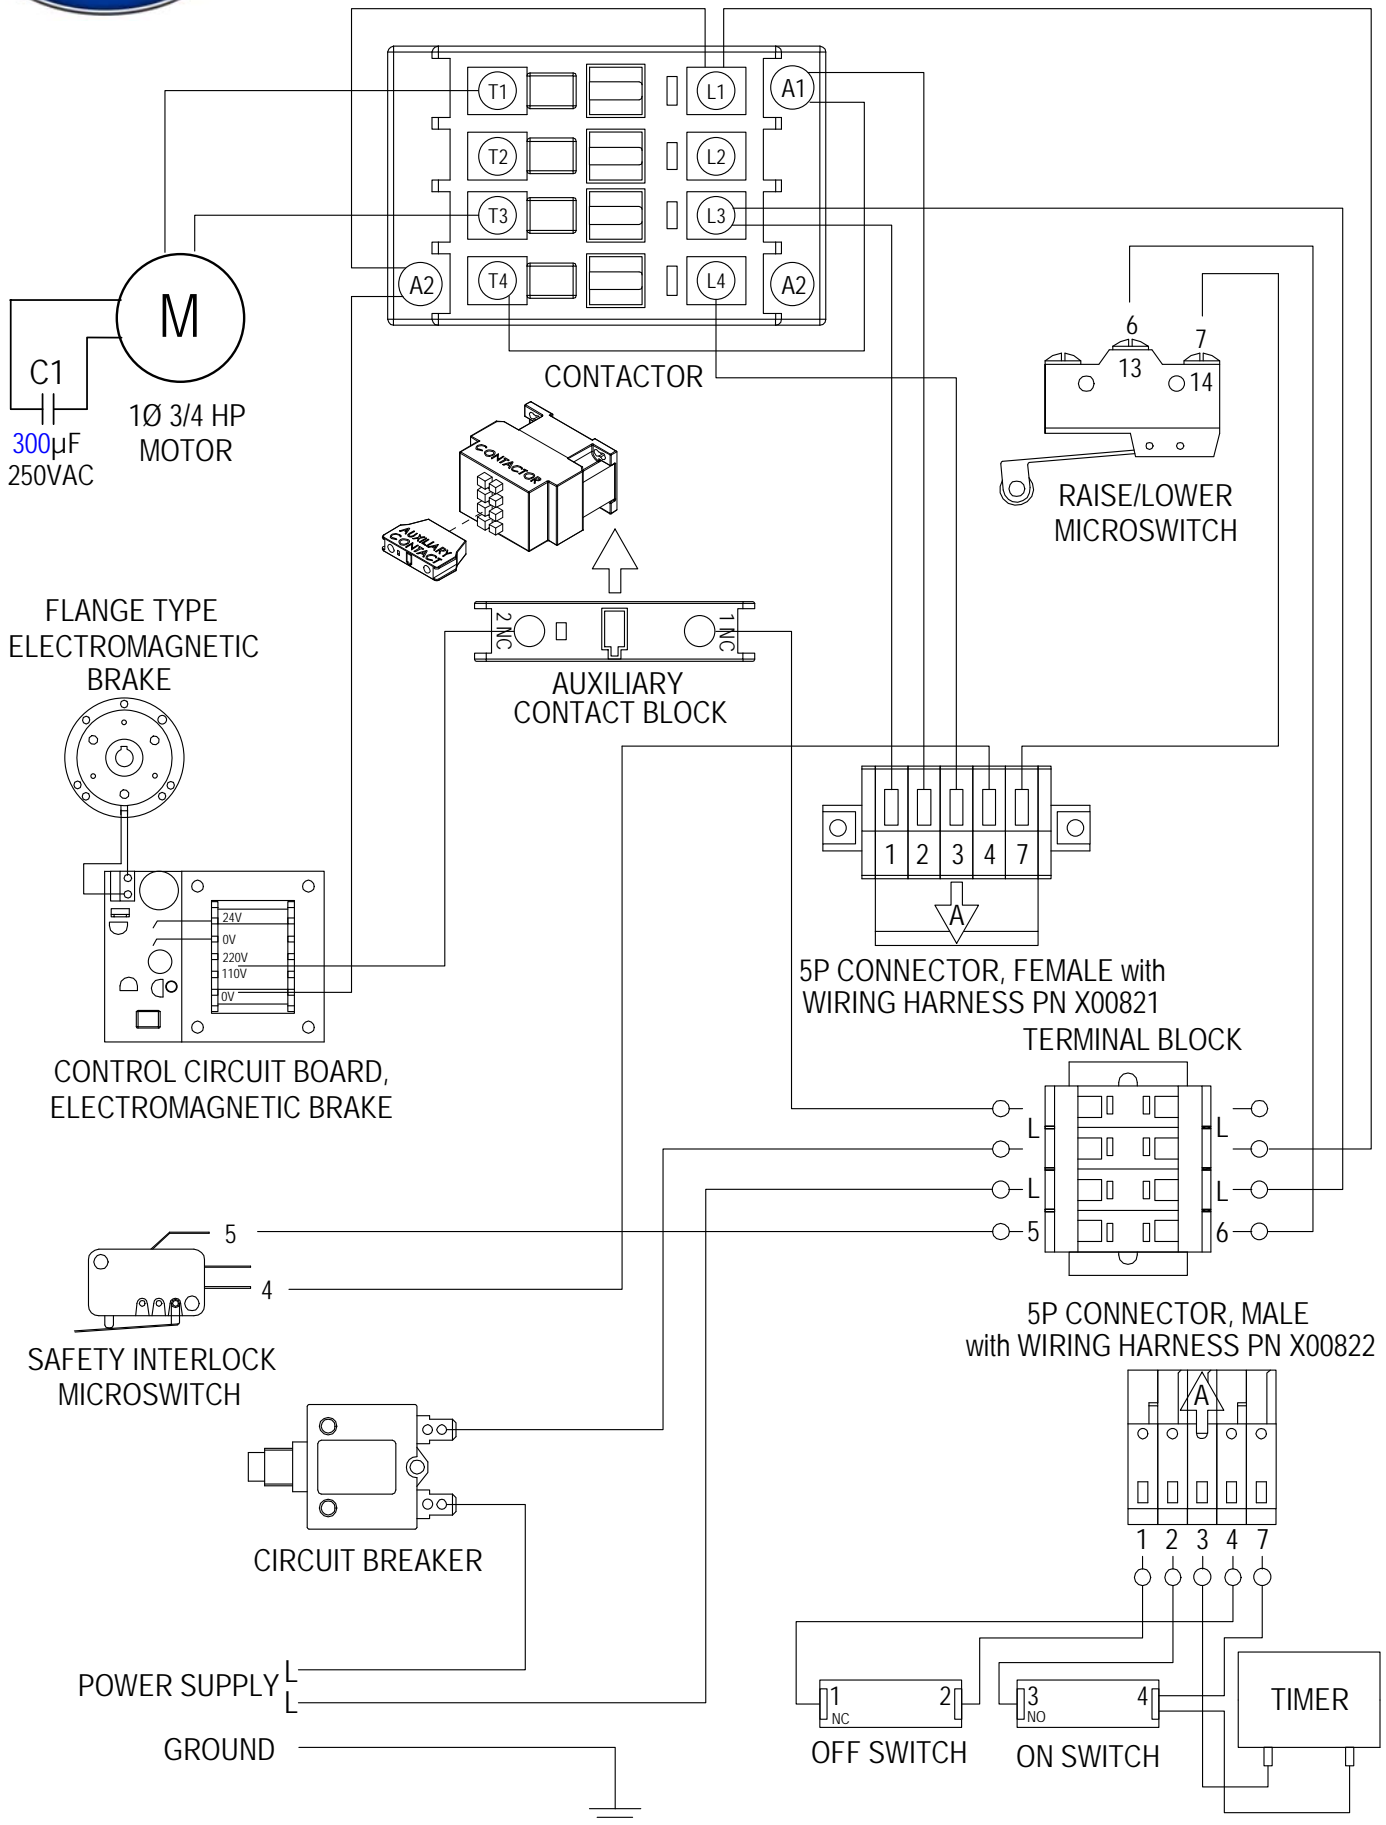 T1
L1
A1
T2
L2
T3
L3
A2
T4
L4
A2
CONTACTOR
M
C1
300µF
250VAC
1Ø 3/4 HP
MOTOR
6
7
13
14
RAISE/LOWER
MICROSWITCH
CONTACTOR
AUXILIARY
CONTACT
2 NC
1 NC
AUXILIARY
CONTACT BLOCK
FLANGE TYPE
ELECTROMAGNETIC
BRAKE
24V
0V
220V
110V
0V
CONTROL CIRCUIT BOARD,
ELECTROMAGNETIC BRAKE
1 2 3 4 7
A
5P CONNECTOR, FEMALE with
WIRING HARNESS PN X00821
TERMINAL BLOCK
L L
L L
5 6
5
4
SAFETY INTERLOCK
MICROSWITCH
5P CONNECTOR, MALE
with WIRING HARNESS PN X00822
A
1 2 3 4 7
CIRCUIT BREAKER
POWER SUPPLY
L
L
GROUND
1 2
NC
OFF SWITCH
3 4
NO
ON SWITCH
TIMER